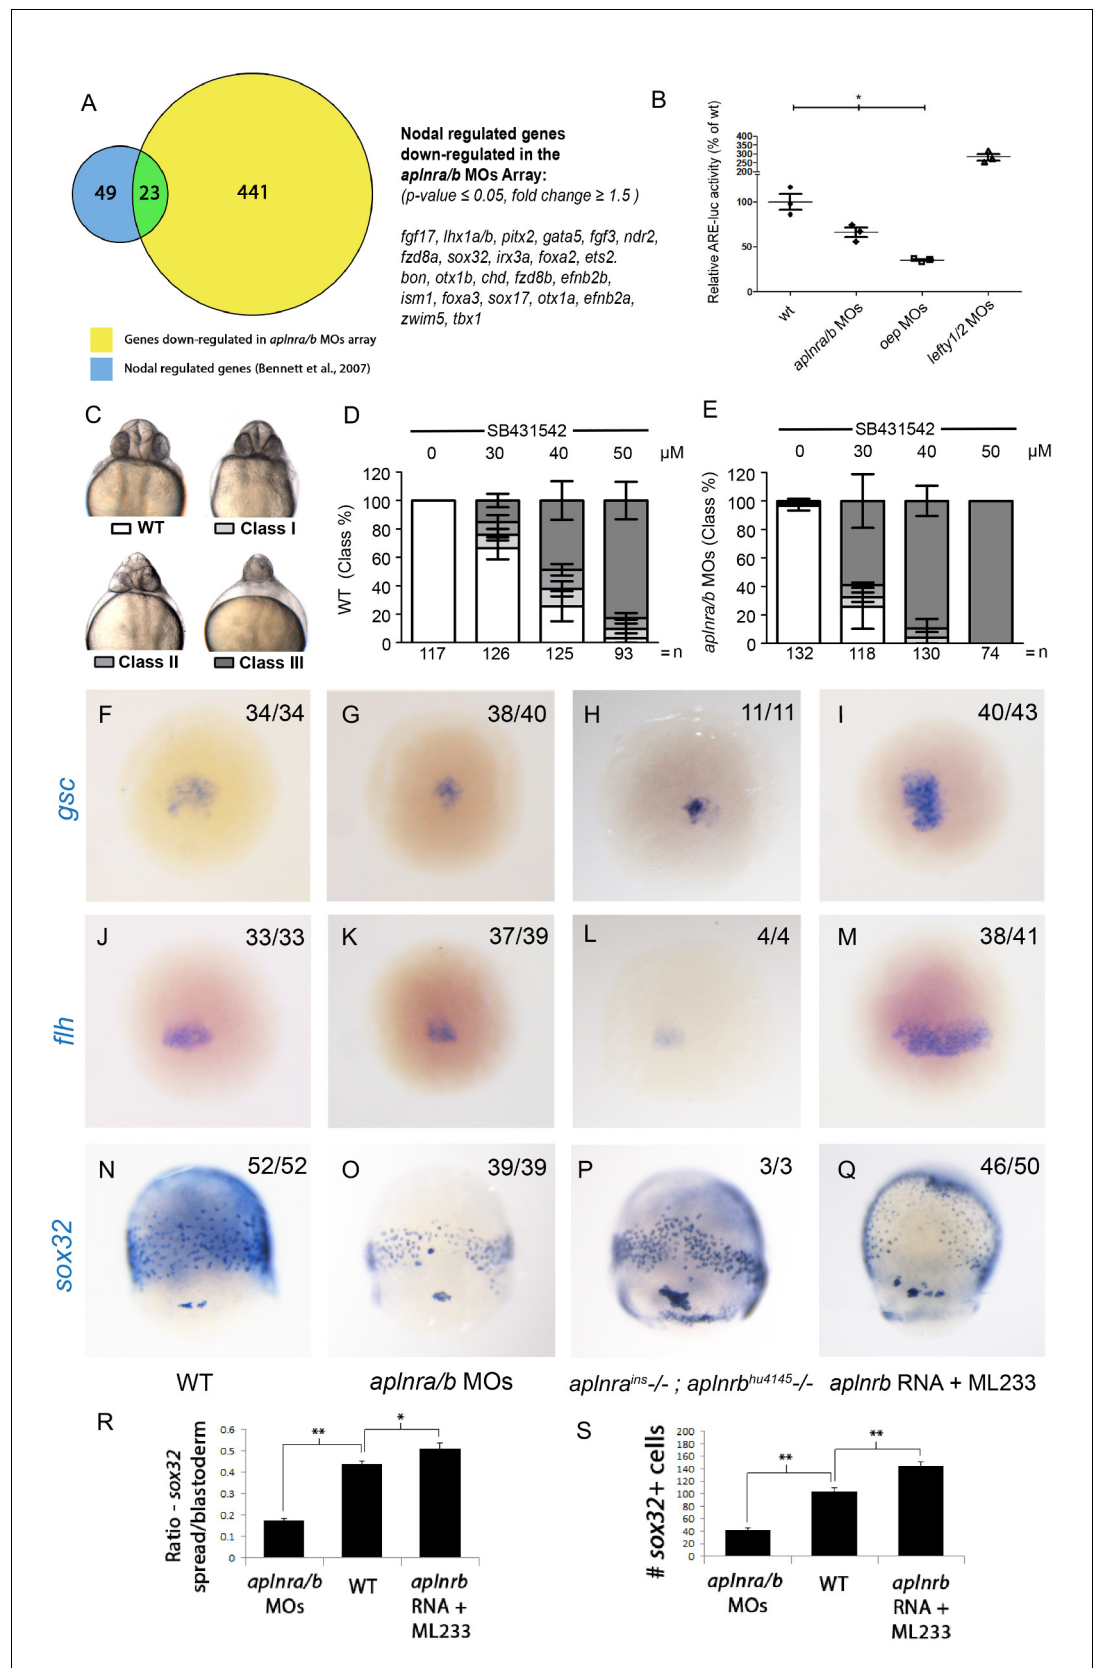 A
49
23
441
Genes down-regulated in aplnra/b MOs array
Nodal regulated genes (Bennett et al., 2007)
Nodal regulated genes
down-regulated in the
aplnra/b MOs Array:
(p-value ≤ 0.05, fold change ≥ 1.5 )
fgf17, lhx1a/b, pitx2, gata5, fgf3, ndr2,
fzd8a, sox32, irx3a, foxa2, ets2.
bon, otx1b, chd, fzd8b, efnb2b,
ism1, foxa3, sox17, otx1a, efnb2a,
zwim5, tbx1
B
Relative ARE-luc activity (% of wt)
*
400
350
300
250
200
100
50
0
wt
aplnra/b MOs
oep MOs
lefty1/2 MOs
C
WT
Class I
Class II
Class III
D
SB431542
0 30 40 50 µM
WT (Class %)
120
100
80
60
40
20
0
117 126 125 93 = n
E
SB431542
0 30 40 50 µM
aplnra/b MOs (Class %)
120
100
80
60
40
20
0
132 118 130 74 = n
gsc
F 34/34
G 38/40
H 11/11
I 40/43
flh
J 33/33
K 37/39
L 4/4
M 38/41
sox32
N 52/52
O 39/39
P 3/3
Q 46/50
WT
aplnra/b MOs
aplnra^ins-/- ; aplnrb^hu4145-/-
aplnrb RNA + ML233
R
Ratio - sox32
spread/blastoderm
0.6
0.5
0.4
0.3
0.2
0.1
0
**
*
aplnra/b
MOs
WT
aplnrb
RNA +
ML233
S
# sox32+ cells
200
180
160
140
120
100
80
60
40
20
0
**
**
aplnra/b
MOs
WT
aplnrb
RNA +
ML233